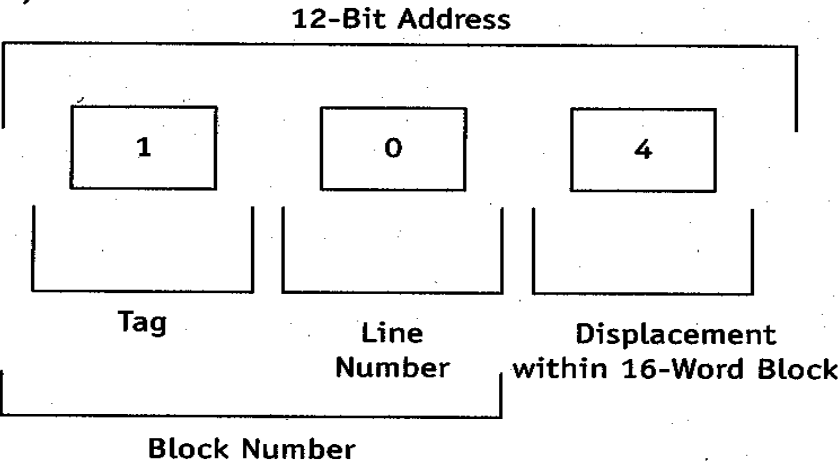 12-Bit Address
1 0 4
Tag
Line
Number
Displacement
within 16-Word Block
Block Number